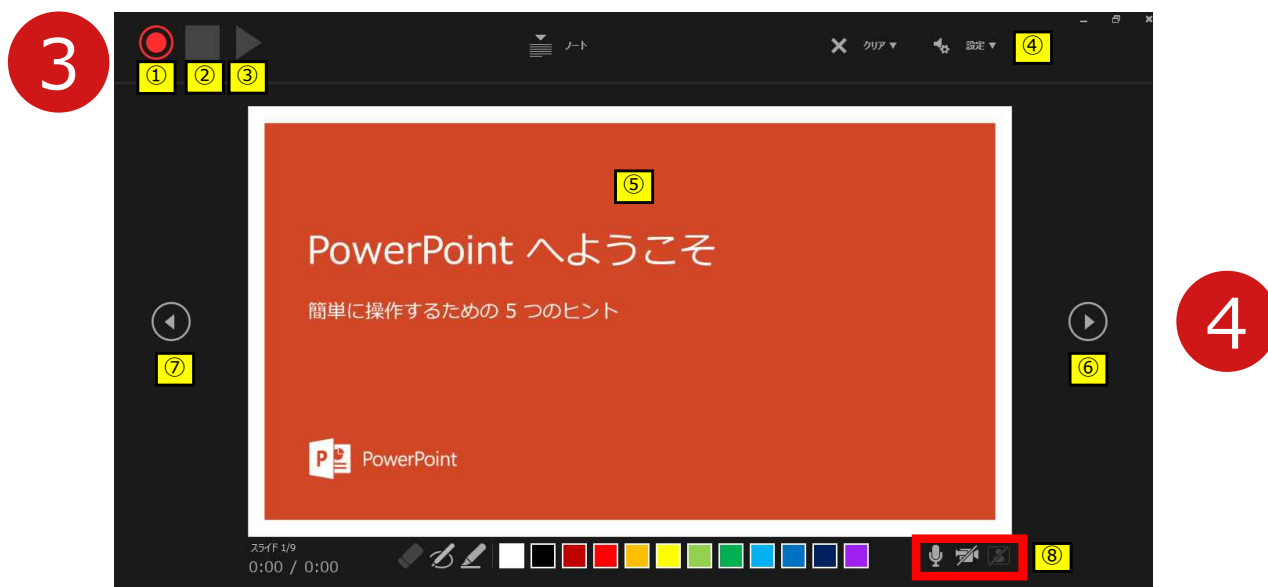 3
ノート
クリア
設定
④
①
②
③
⑤
PowerPoint へようこそ
簡単に操作するための 5 つのヒント
⑦
⑥
4
P
PowerPoint
スライド 1/9
0:00 / 0:00
⑧